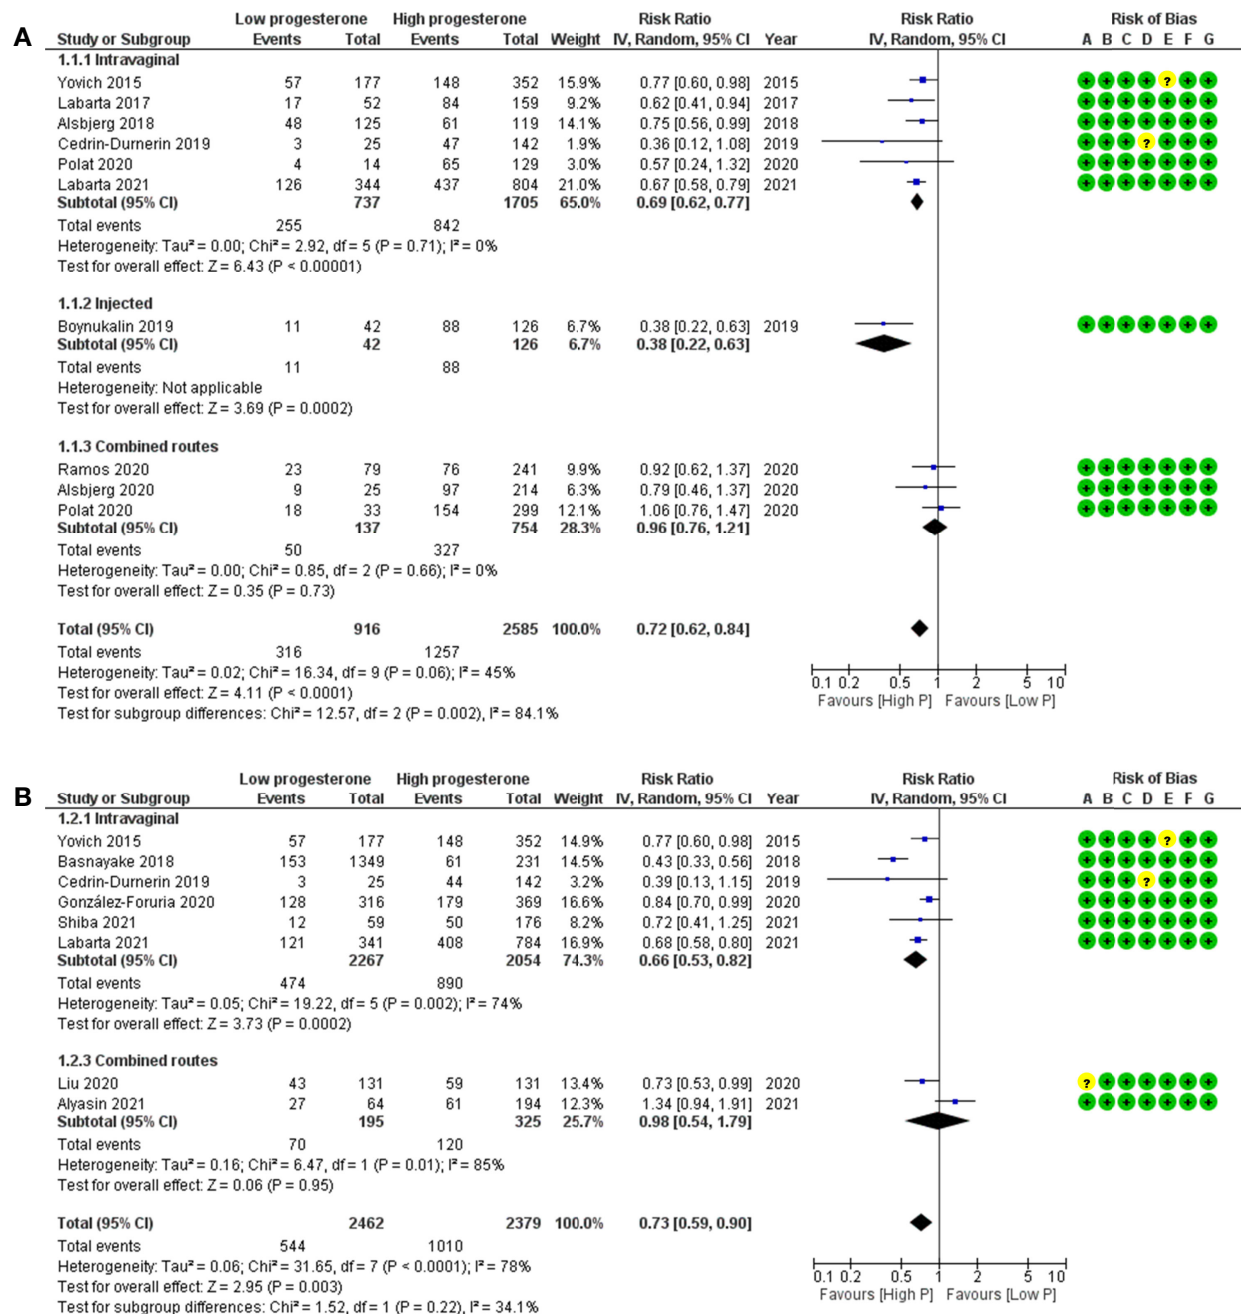 A
Low progesterone High progesterone Risk Ratio Risk Ratio Risk of Bias
Study or Subgroup Events Total Events Total Weight IV, Random, 95% CI Year IV, Random, 95% CI A B C D E F G
1.1.1 Intravaginal
Yovich 2015 57 177 148 352 15.9% 0.77 [0.60, 0.98] 2015 + + + + ? + +
Labarta 2017 17 52 84 159 9.2% 0.62 [0.41, 0.94] 2017 + + + + + + +
Alsbjerg 2018 48 125 61 119 14.1% 0.75 [0.56, 0.99] 2018 + + + + + + +
Cedrin-Durnerin 2019 3 25 47 142 1.9% 0.36 [0.12, 1.08] 2019 + + + ? + + +
Polat 2020 4 14 65 129 3.0% 0.57 [0.24, 1.32] 2020 + + + + + + +
Labarta 2021 126 344 437 804 21.0% 0.67 [0.58, 0.79] 2021 + + + + + + +
Subtotal (95% CI) 737 1705 65.0% 0.69 [0.62, 0.77]
Total events 255 842
Heterogeneity: Tau² = 0.00; Chi² = 2.92, df = 5 (P = 0.71); I² = 0%
Test for overall effect: Z = 6.43 (P < 0.00001)
1.1.2 Injected
Boynukalin 2019 11 42 88 126 6.7% 0.38 [0.22, 0.63] 2019 + + + + + + +
Subtotal (95% CI) 42 126 6.7% 0.38 [0.22, 0.63]
Total events 11 88
Heterogeneity: Not applicable
Test for overall effect: Z = 3.69 (P = 0.0002)
1.1.3 Combined routes
Ramos 2020 23 79 76 241 9.9% 0.92 [0.62, 1.37] 2020 + + + + + + +
Alsbjerg 2020 9 25 97 214 6.3% 0.79 [0.46, 1.37] 2020 + + + + + + +
Polat 2020 18 33 154 299 12.1% 1.06 [0.76, 1.47] 2020 + + + + + + +
Subtotal (95% CI) 137 754 28.3% 0.96 [0.76, 1.21]
Total events 50 327
Heterogeneity: Tau² = 0.00; Chi² = 0.85, df = 2 (P = 0.66); I² = 0%
Test for overall effect: Z = 0.35 (P = 0.73)
Total (95% CI) 916 2585 100.0% 0.72 [0.62, 0.84]
Total events 316 1257
Heterogeneity: Tau² = 0.02; Chi² = 16.34, df = 9 (P = 0.06); I² = 45%
Test for overall effect: Z = 4.11 (P < 0.0001)
Test for subgroup differences: Chi² = 12.57, df = 2 (P = 0.002), I² = 84.1%
0.1 0.2 0.5 1 2 5 10
Favours [High P] Favours [Low P]
B
Low progesterone High progesterone Risk Ratio Risk Ratio Risk of Bias
Study or Subgroup Events Total Events Total Weight IV, Random, 95% CI Year IV, Random, 95% CI A B C D E F G
1.2.1 Intravaginal
Yovich 2015 57 177 148 352 14.9% 0.77 [0.60, 0.98] 2015 + + + + ? + +
Basnayake 2018 153 1349 61 231 14.5% 0.43 [0.33, 0.56] 2018 + + + + + + +
Cedrin-Durnerin 2019 3 25 44 142 3.2% 0.39 [0.13, 1.15] 2019 + + + ? + + +
González-Foruria 2020 128 316 179 369 16.6% 0.84 [0.70, 0.99] 2020 + + + + + + +
Shiba 2021 12 59 50 176 8.2% 0.72 [0.41, 1.25] 2021 + + + + + + +
Labarta 2021 121 341 408 784 16.9% 0.68 [0.58, 0.80] 2021 + + + + + + +
Subtotal (95% CI) 2267 2054 74.3% 0.66 [0.53, 0.82]
Total events 474 890
Heterogeneity: Tau² = 0.05; Chi² = 19.22, df = 5 (P = 0.002); I² = 74%
Test for overall effect: Z = 3.73 (P = 0.0002)
1.2.3 Combined routes
Liu 2020 43 131 59 131 13.4% 0.73 [0.53, 0.99] 2020 ? + + + + + +
Alyasin 2021 27 64 61 194 12.3% 1.34 [0.94, 1.91] 2021 + + + + + + +
Subtotal (95% CI) 195 325 25.7% 0.98 [0.54, 1.79]
Total events 70 120
Heterogeneity: Tau² = 0.16; Chi² = 6.47, df = 1 (P = 0.01); I² = 85%
Test for overall effect: Z = 0.06 (P = 0.95)
Total (95% CI) 2462 2379 100.0% 0.73 [0.59, 0.90]
Total events 544 1010
Heterogeneity: Tau² = 0.06; Chi² = 31.65, df = 7 (P < 0.0001); I² = 78%
Test for overall effect: Z = 2.95 (P = 0.003)
Test for subgroup differences: Chi² = 1.52, df = 1 (P = 0.22), I² = 34.1%
0.1 0.2 0.5 1 2 5 10
Favours [High P] Favours [Low P]